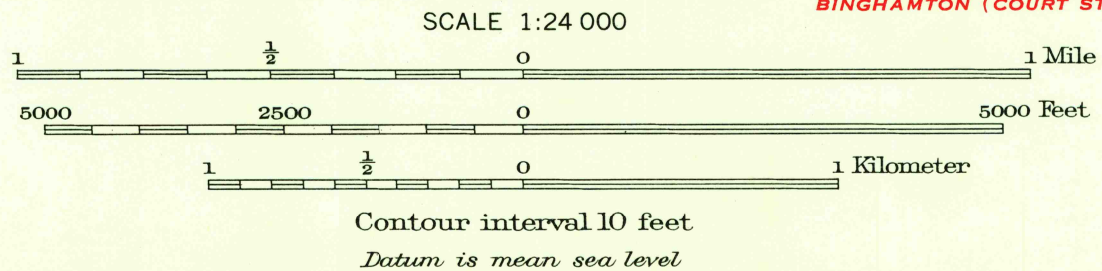 BINGHAMTON (COURT ST
SCALE 1:24 000
1 1/2 0 1 Mile
5000 2500 0 5000 Feet
1 1/2 0 1 Kilometer
Contour interval 10 feet
Datum is mean sea level